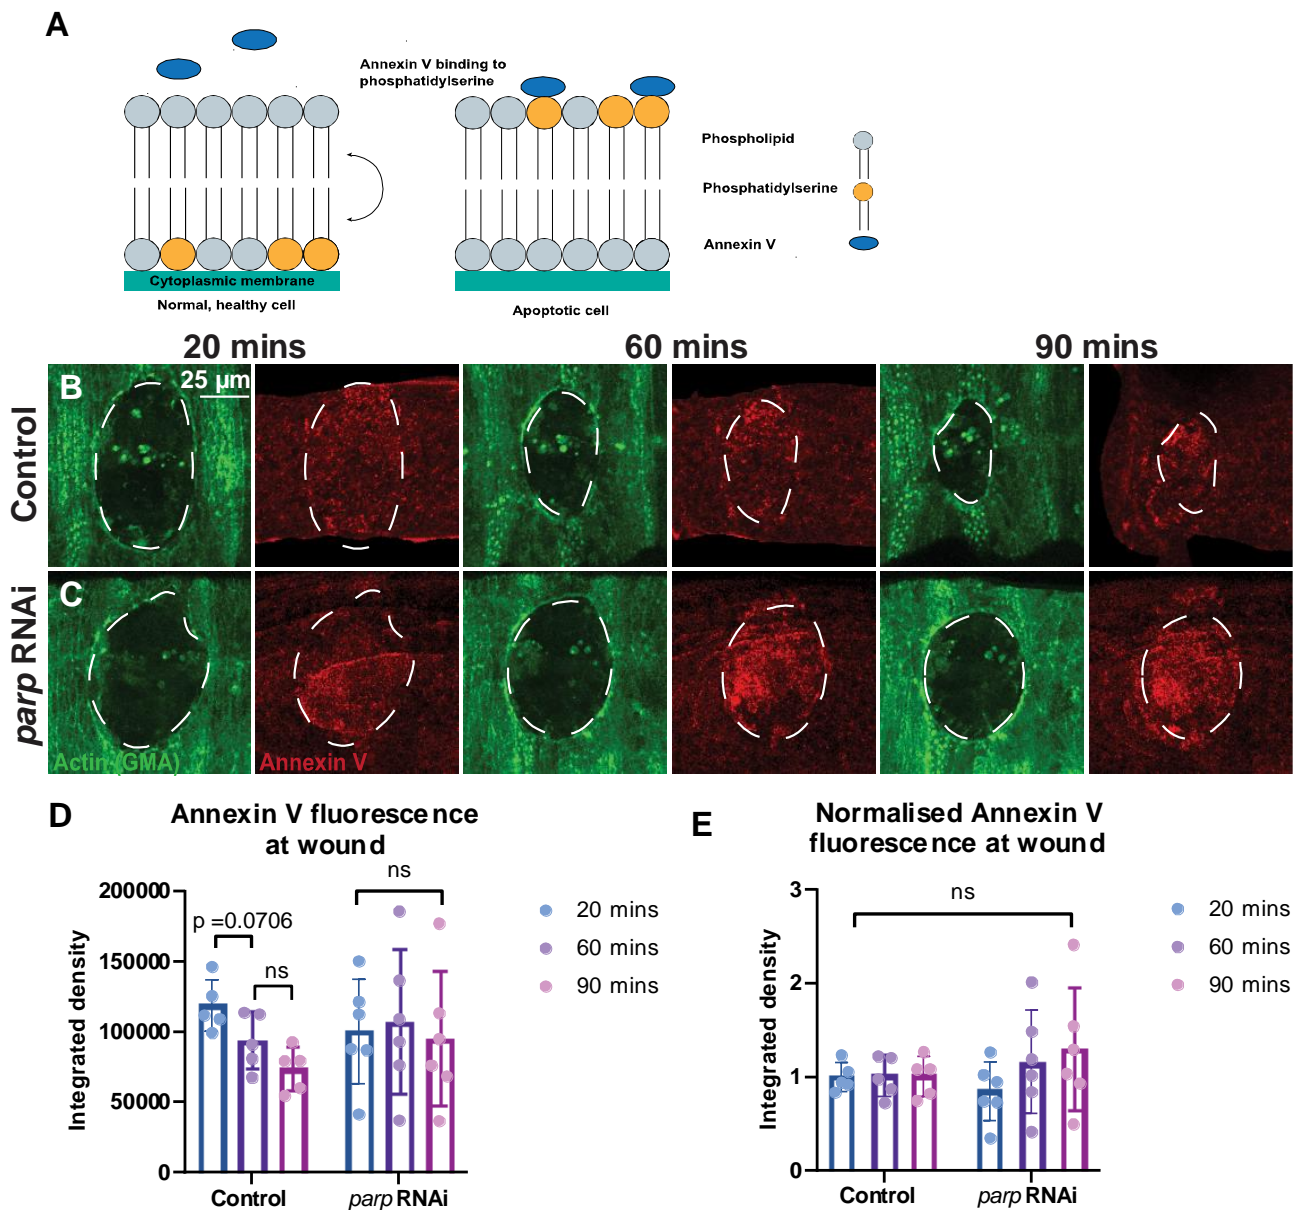 A
Annexin V binding to
phosphatidylserine
Phospholipid
Phosphatidylserine
Annexin V
Cytoplasmic membrane
Normal, healthy cell
Apoptotic cell
20 mins
60 mins
90 mins
Control
B
25 µm
parp RNAi
C
Actin (GMA)
Annexin V
D
Annexin V fluorescence
at wound
ns
p =0.0706
ns
200000
150000
100000
50000
0
Integrated density
Control
parp RNAi
20 mins
60 mins
90 mins
E
Normalised Annexin V
fluorescence at wound
ns
3
2
1
0
Integrated density
Control
parp RNAi
20 mins
60 mins
90 mins